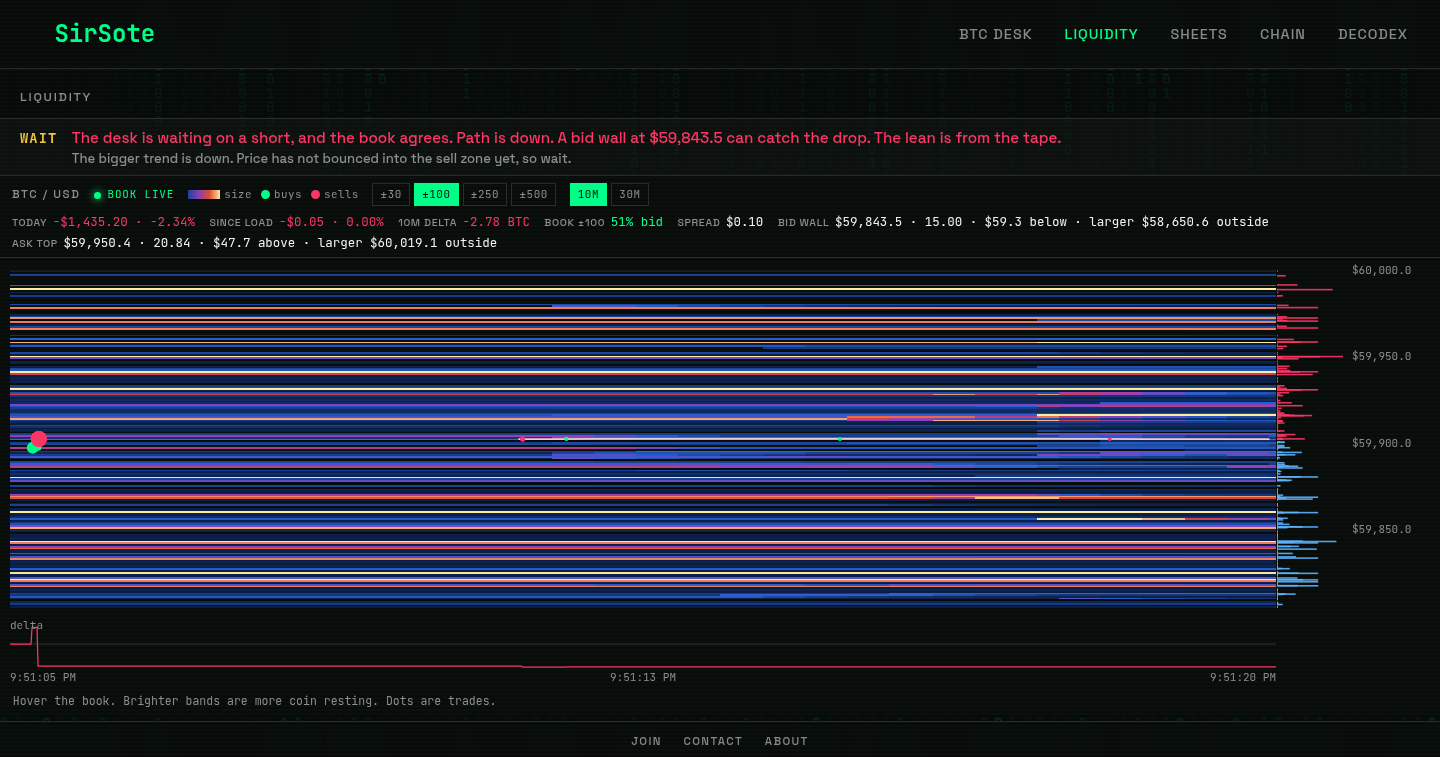 SirSote
BTC DESK LIQUIDITY SHEETS CHAIN DECODEX
LIQUIDITY
WAIT The desk is waiting on a short, and the book agrees. Path is down. A bid wall at $59,843.5 can catch the drop. The lean is from the tape.
The bigger trend is down. Price has not bounced into the sell zone yet, so wait.
BTC / USD BOOK LIVE size buys sells ±30 ±100 ±250 ±500 10M 30M
TODAY -$1,435.20 · -2.34% SINCE LOAD -$0.05 · 0.00% 10M DELTA -2.78 BTC BOOK ±100 51% bid SPREAD $0.10 BID WALL $59,843.5 · 15.00 · $59.3 below · larger $58,650.6 outside
ASK TOP $59,950.4 · 20.84 · $47.7 above · larger $60,019.1 outside
$60,000.0
$59,950.0
$59,900.0
$59,850.0
delta
9:51:05 PM 9:51:13 PM 9:51:20 PM
Hover the book. Brighter bands are more coin resting. Dots are trades.
JOIN CONTACT ABOUT